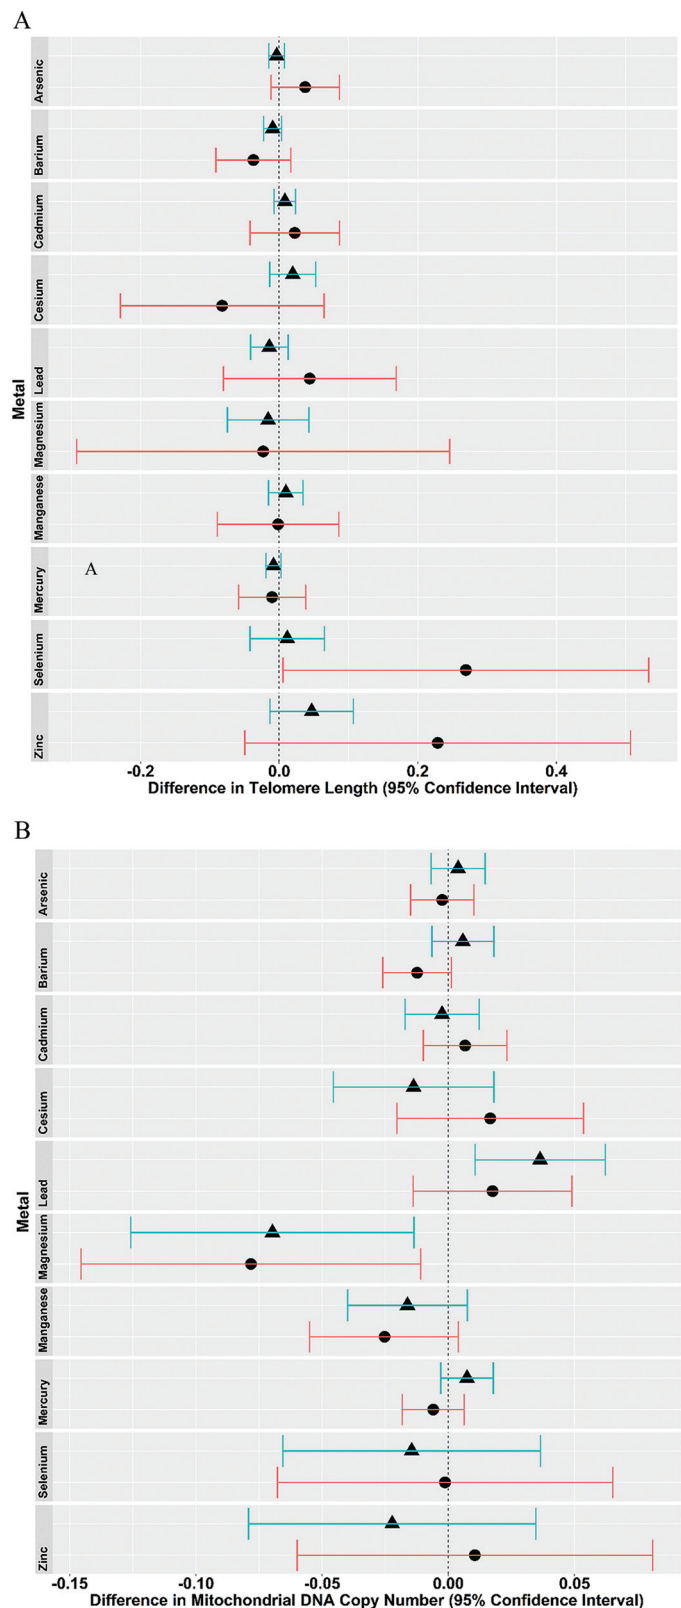 A
Arsenic
Barium
Cadmium
Cesium
Lead
Metal
Magnesium
Manganese
Mercury
A
Selenium
Zinc
-0.2 0.0 0.2 0.4
Difference in Telomere Length (95% Confidence Interval)
B
Arsenic
Barium
Cadmium
Cesium
Lead
Metal
Magnesium
Manganese
Mercury
Selenium
Zinc
-0.15 -0.10 -0.05 0.00 0.05
Difference in Mitochondrial DNA Copy Number (95% Confidence Interval)